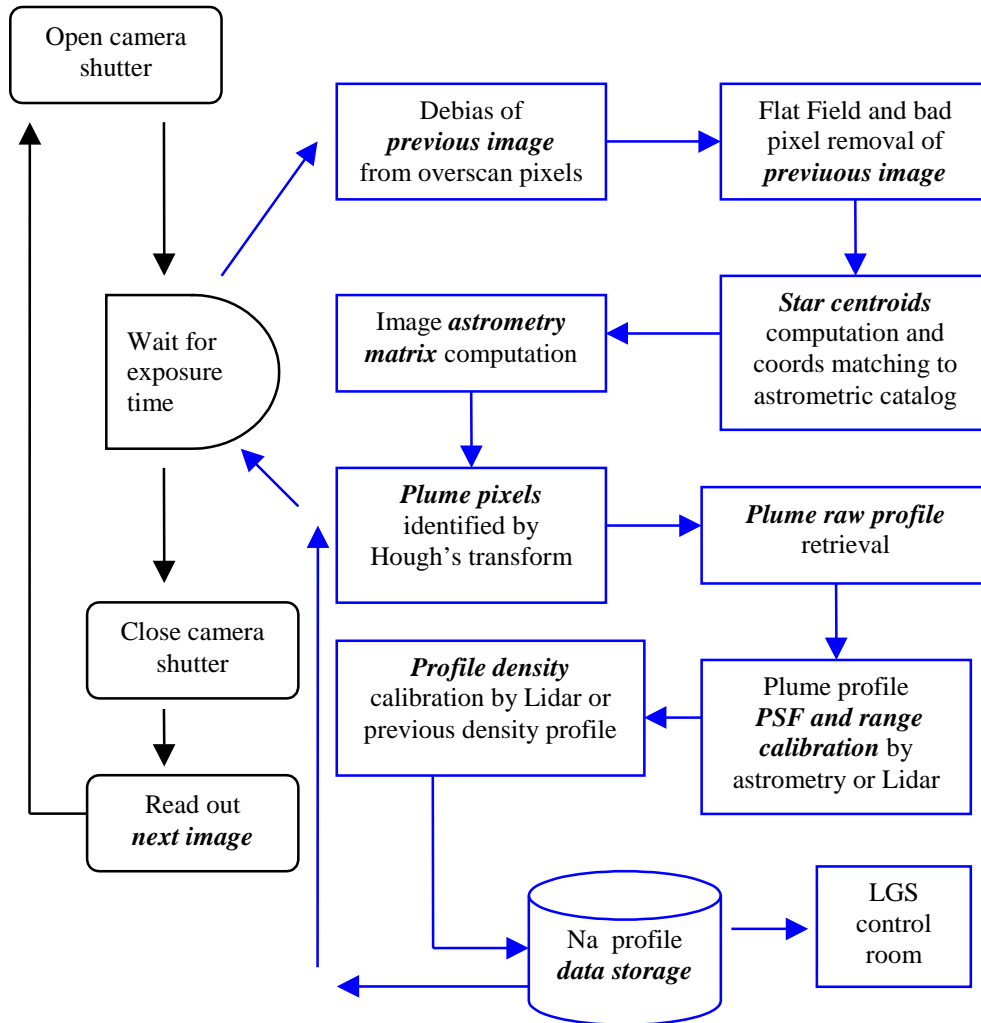 Open camera
shutter
Wait for
exposure
time
Close camera
shutter
Read out
next image
Debias of
previous image
from overscan pixels
Flat Field and bad
pixel removal of
previuous image
Star centroids
computation and
coords matching to
astrometric catalog
Image astrometry
matrix computation
Plume pixels
identified by
Hough’s transform
Plume raw profile
retrieval
Plume profile
PSF and range
calibration by
astrometry or Lidar
Profile density
calibration by Lidar or
previous density profile
Na profile
data storage
LGS
control
room